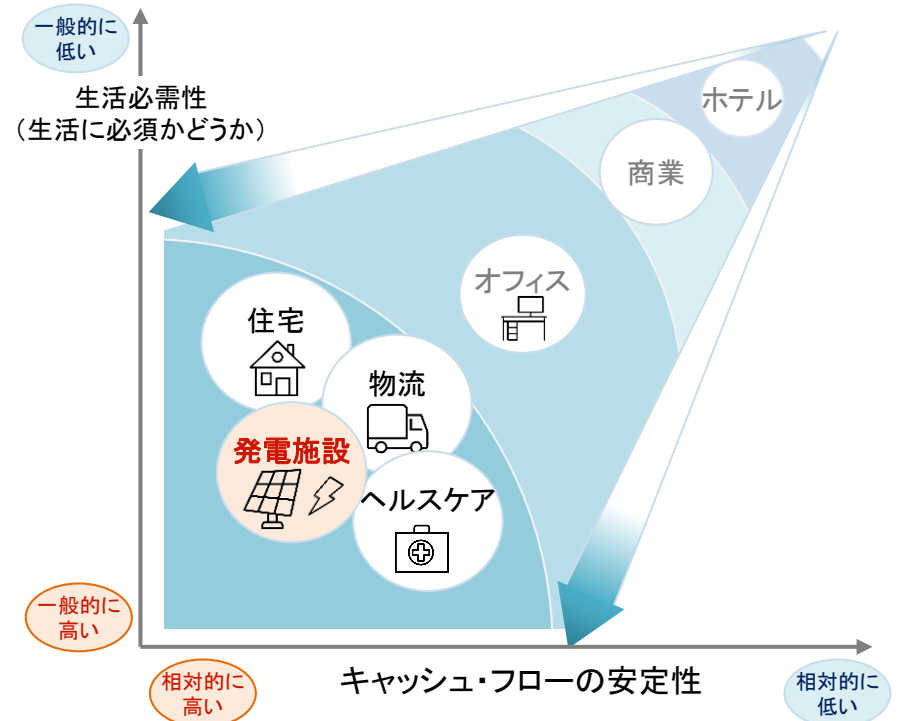 一般的に
低い
生活必需性
（生活に必須かどうか）
ホテル
商業
オフィス
住宅
物流
発電施設
ヘルスケア
一般的に
高い
相対的に
高い
キャッシュ・フローの安定性
相対的に
低い